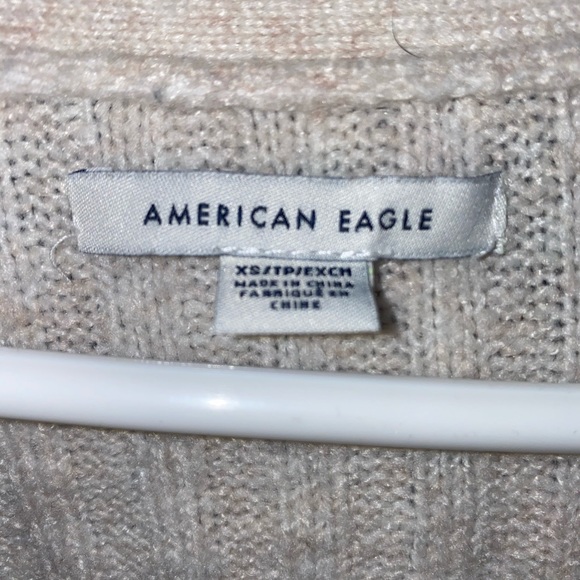 AMERICAN EAGLE
XS/TP/EXCH
MADE IN CHINA
FABRIQUÉ EN
CHINE